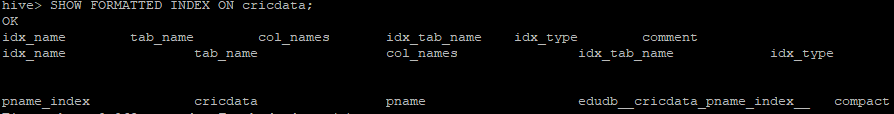 hive> SHOW FORMATTED INDEX ON cricdata;
OK
idx_name tab_name col_names idx_tab_name idx_type comment
idx_name tab_name col_names idx_tab_name idx_type
pname_index cricdata pname edudb__cricdata_pname_index__ compact